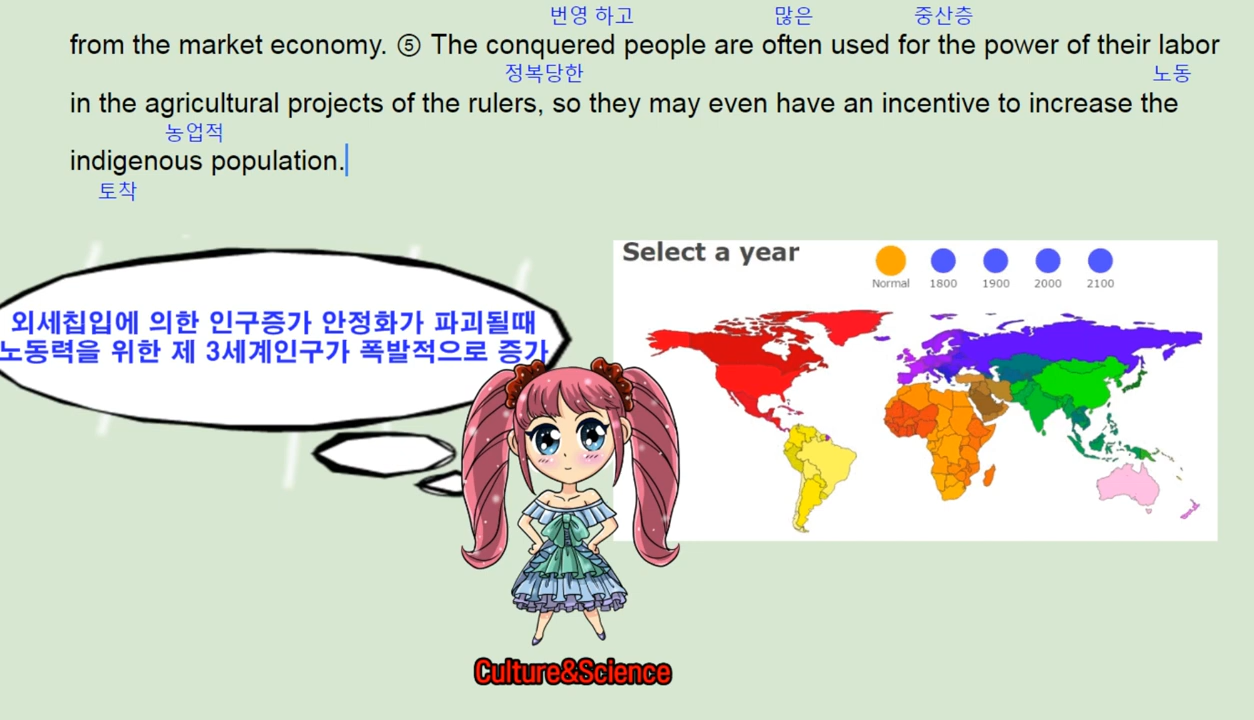 번영 하고 많은 중산층
from the market economy. ⑤ The conquered people are often used for the power of their labor
정복당한 노동
in the agricultural projects of the rulers, so they may even have an incentive to increase the
농업적
indigenous population.
토착
외세칩입에 의한 인구증가 안정화가 파괴될때
노동력을 위한 제 3세계인구가 폭발적으로 증가
Select a year
Normal 1800 1900 2000 2100
Culture&Science